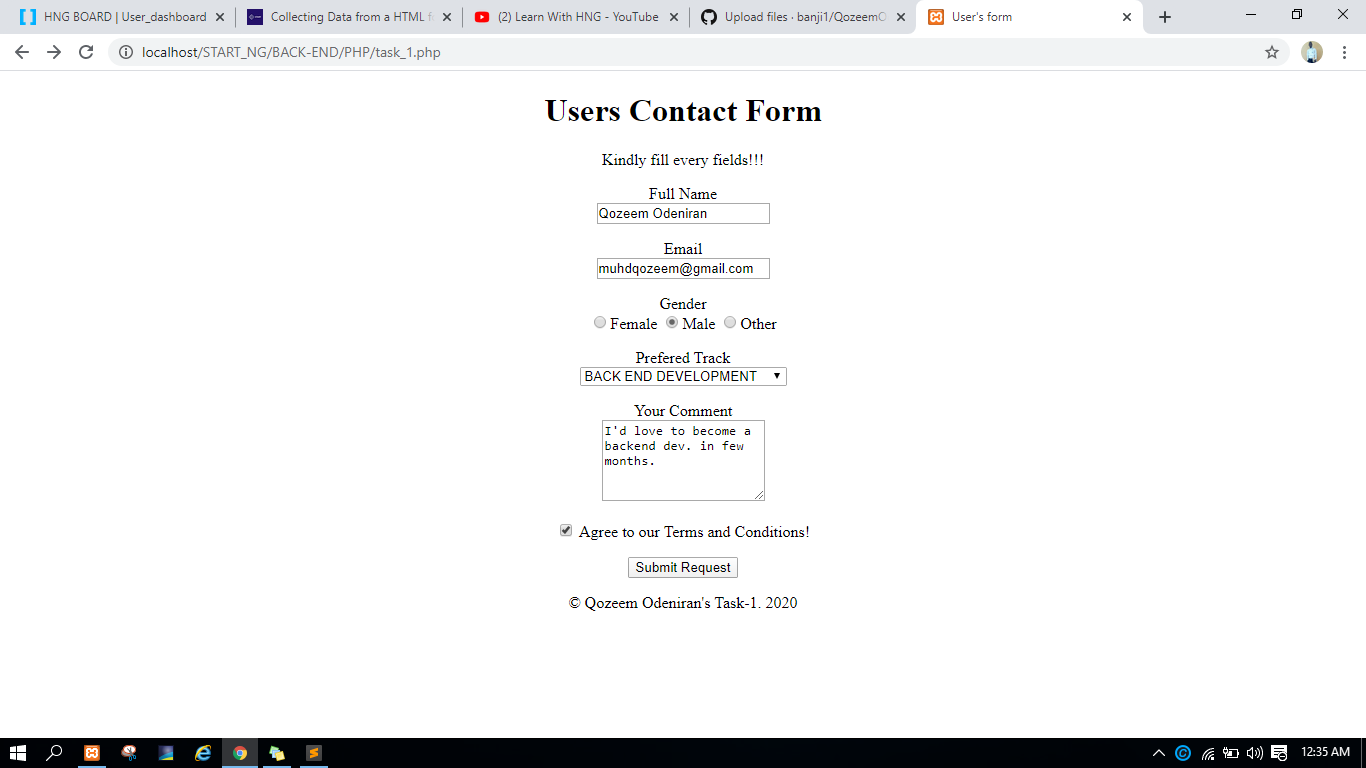 HNG BOARD | User_dashboard
Collecting Data from a HTML f
(2) Learn With HNG - YouTube
Upload files · banji1/QozeemO
User's form
localhost/START_NG/BACK-END/PHP/task_1.php
Users Contact Form
Kindly fill every fields!!!
Full Name
Qozeem Odeniran
Email
muhdqozeem@gmail.com
Gender
Female Male Other
Prefered Track
BACK END DEVELOPMENT
Your Comment
I'd love to become a
backend dev. in few
months.
Agree to our Terms and Conditions!
Submit Request
© Qozeem Odeniran's Task-1. 2020
12:35 AM